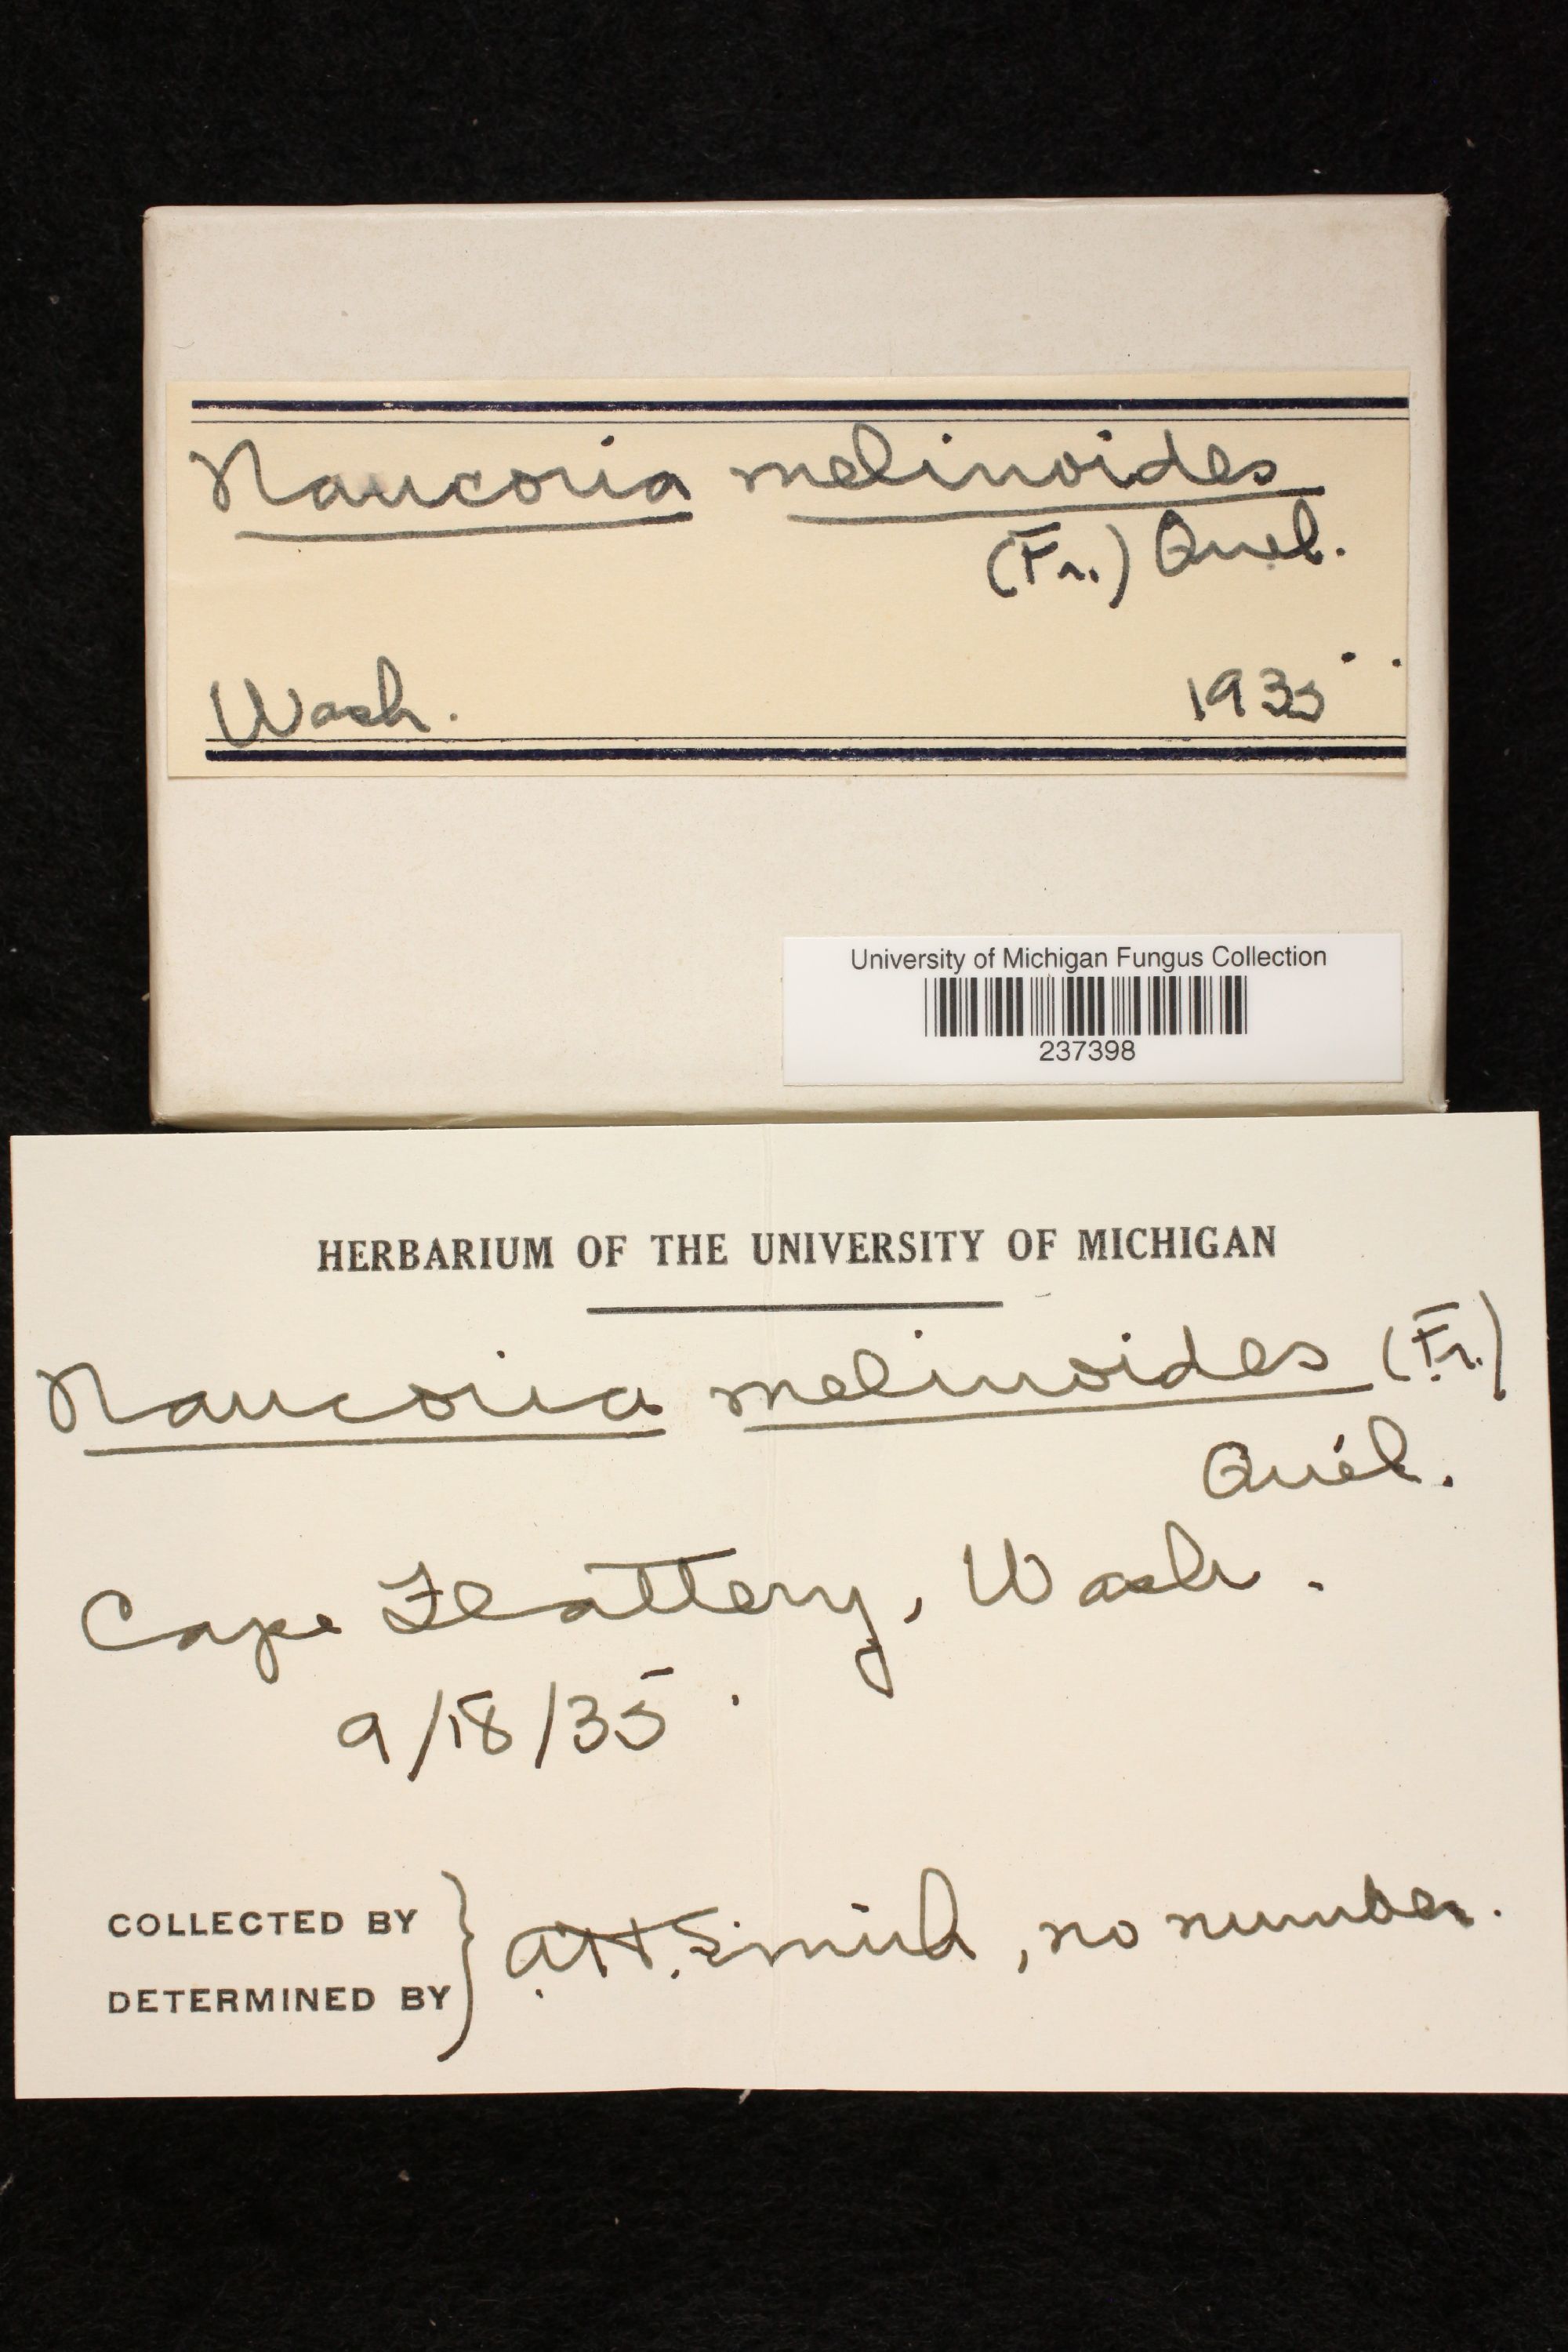 Naucoria melinoides
(Fr.) Quel.
Wash. 1935
University of Michigan Fungus Collection
237398
HERBARIUM OF THE UNIVERSITY OF MICHIGAN
Naucoria melinoides (Fr.)
Quél.
Cape Flattery, Wash.
9/18/35
COLLECTED BY
DETERMINED BY } A.H.Smith, no number.